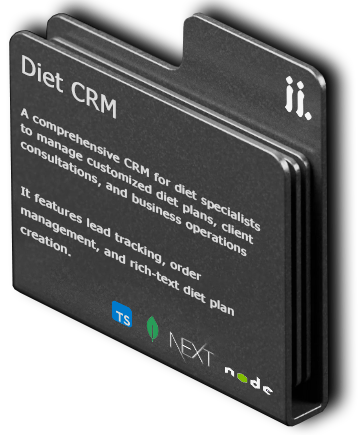 ii.
Diet CRM
A comprehensive CRM for diet specialists
to manage customized diet plans, client
consultations, and business operations
It features lead tracking, order
management, and rich-text diet plan
creation.
TS
NEXT
node